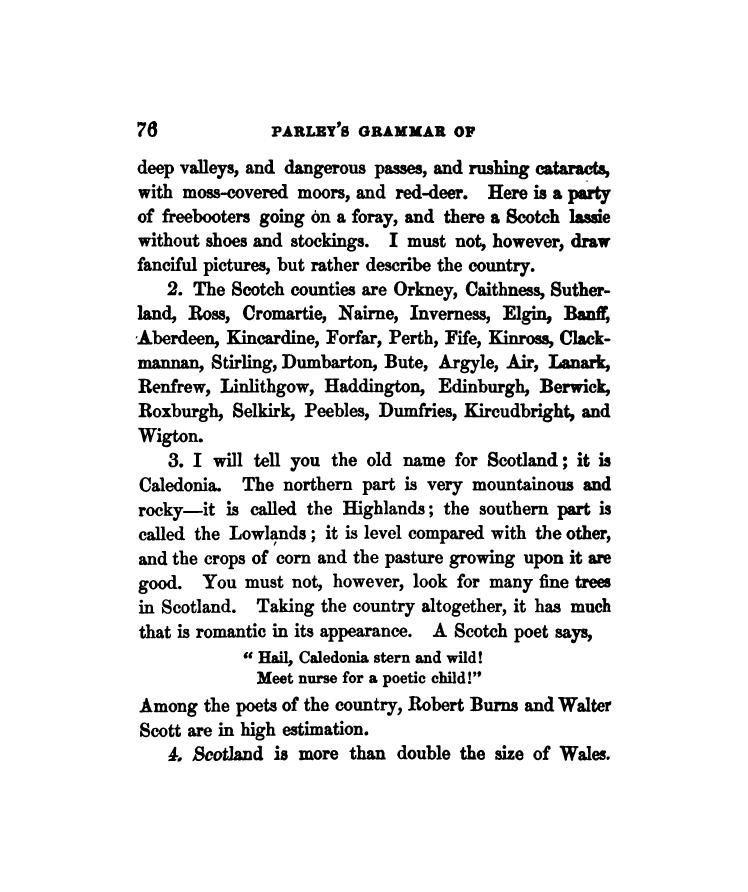 76 PARLEY'S GRAMMAR OF
deep valleys, and dangerous passes, and rushing cataracts,
with moss-covered moors, and red-deer. Here is a party
of freebooters going on a foray, and there a Scotch lassie
without shoes and stockings. I must not, however, draw
fanciful pictures, but rather describe the country.
2. The Scotch counties are Orkney, Caithness, Suther-
land, Ross, Cromartie, Nairne, Inverness, Elgin, Banff,
Aberdeen, Kincardine, Forfar, Perth, Fife, Kinross, Clack-
mannan, Stirling, Dumbarton, Bute, Argyle, Air, Lanark,
Renfrew, Linlithgow, Haddington, Edinburgh, Berwick,
Roxburgh, Selkirk, Peebles, Dumfries, Kircudbright, and
Wigton.
3. I will tell you the old name for Scotland; it is
Caledonia. The northern part is very mountainous and
rocky—it is called the Highlands; the southern part is
called the Lowlands; it is level compared with the other,
and the crops of corn and the pasture growing upon it are
good. You must not, however, look for many fine trees
in Scotland. Taking the country altogether, it has much
that is romantic in its appearance. A Scotch poet says,
"Hail, Caledonia stern and wild!
Meet nurse for a poetic child!"
Among the poets of the country, Robert Burns and Walter
Scott are in high estimation.
4. Scotland is more than double the size of Wales.